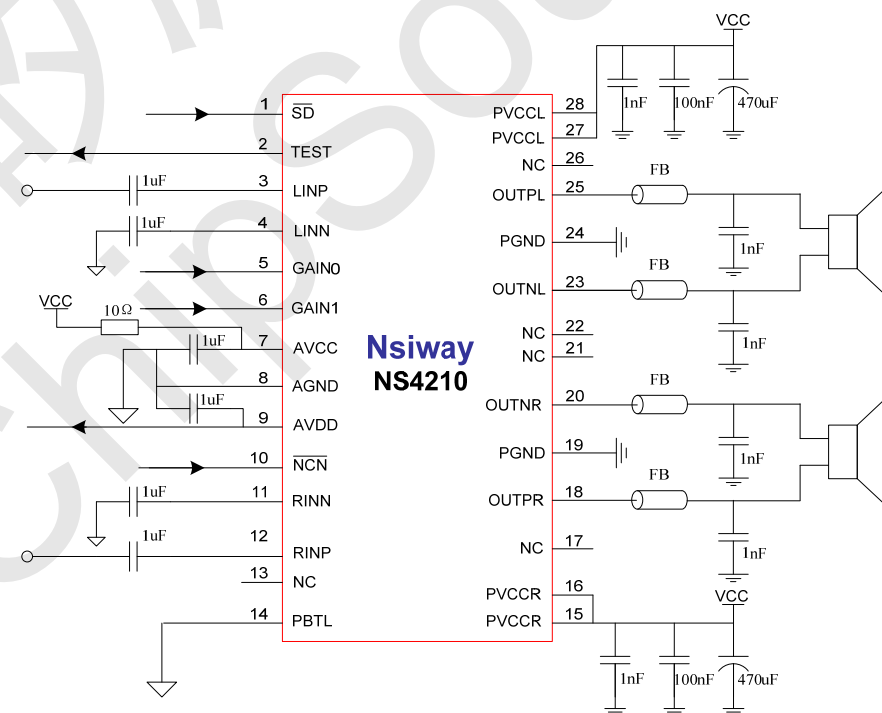 VCC
1nF
100nF
470uF
1
SD
2
TEST
1uF
3
LINP
1uF
4
LINN
5
GAIN0
6
GAIN1
VCC
10Ω
1uF
7
AVCC
8
AGND
1uF
9
AVDD
10
NCN
1uF
11
RINN
1uF
12
RINP
13
NC
14
PBTL
Nsiway
NS4210
PVCCL
28
PVCCL
27
NC
26
OUTPL
25
FB
1nF
PGND
24
OUTNL
23
FB
1nF
NC
22
NC
21
OUTNR
20
FB
1nF
PGND
19
OUTPR
18
FB
1nF
NC
17
PVCCR
16
PVCCR
15
VCC
1nF
100nF
470uF